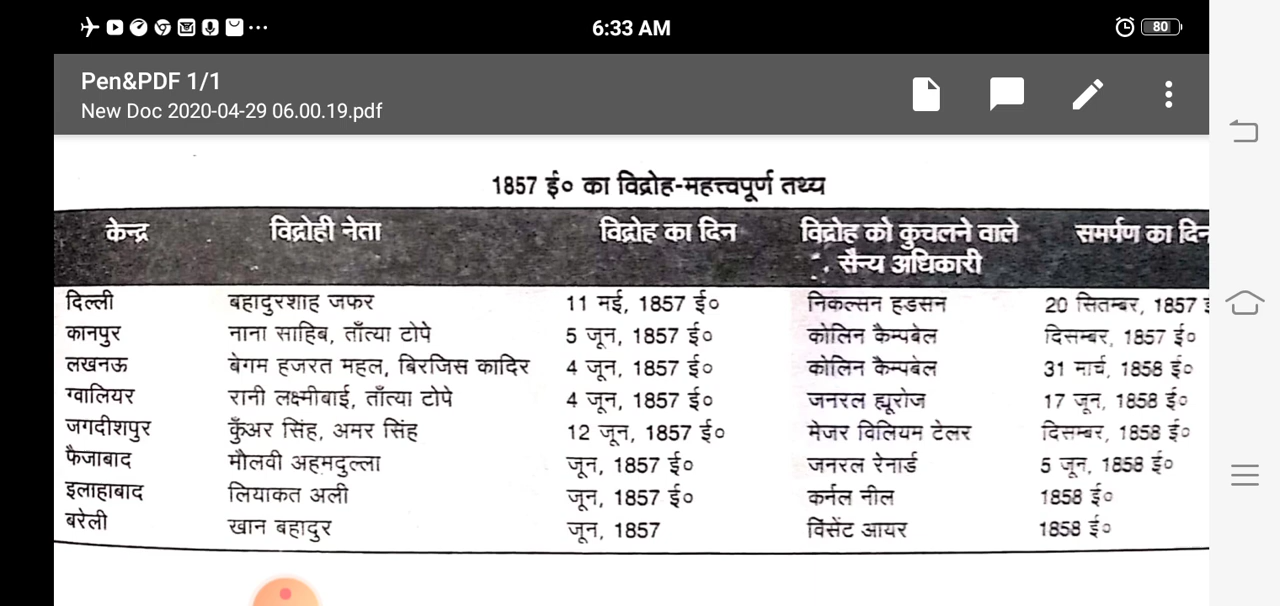 6:33 AM
80
Pen&PDF 1/1
New Doc 2020-04-29 06.00.19.pdf
1857 ई० का विद्रोह-महत्त्वपूर्ण तथ्य
केन्द्र विद्रोही नेता विद्रोह का दिन विद्रोह को कुचलने वाले समर्पण का दिन
सैन्य अधिकारी
दिल्ली बहादुरशाह जफर 11 मई, 1857 ई० निकल्सन हडसन 20 सितम्बर, 1857 ई
कानपुर नाना साहिब, ताँत्या टोपे 5 जून, 1857 ई० कोलिन कैम्पबेल दिसम्बर, 1857 ई०
लखनऊ बेगम हजरत महल, बिरजिस कादिर 4 जून, 1857 ई० कोलिन कैम्पबेल 31 मार्च, 1858 ई०
ग्वालियर रानी लक्ष्मीबाई, ताँत्या टोपे 4 जून, 1857 ई० जनरल ह्यूरोज 17 जून, 1858 ई०
जगदीशपुर कुँअर सिंह, अमर सिंह 12 जून, 1857 ई० मेजर विलियम टेलर दिसम्बर, 1858 ई०
फैजाबाद मौलवी अहमदुल्ला जून, 1857 ई० जनरल रेनार्ड 5 जून, 1858 ई०
इलाहाबाद लियाकत अली जून, 1857 ई० कर्नल नील 1858 ई०
बरेली खान बहादुर जून, 1857 विंसेंट आयर 1858 ई०